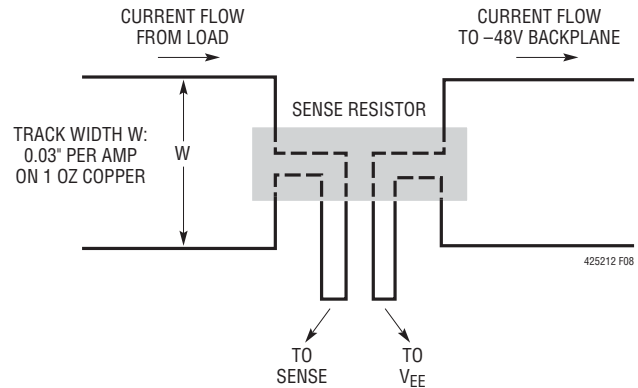 CURRENT FLOW
FROM LOAD
CURRENT FLOW
TO –48V BACKPLANE
SENSE RESISTOR
TRACK WIDTH W:
0.03" PER AMP
ON 1 OZ COPPER
W
425212 F08
TO
SENSE
TO
VEE